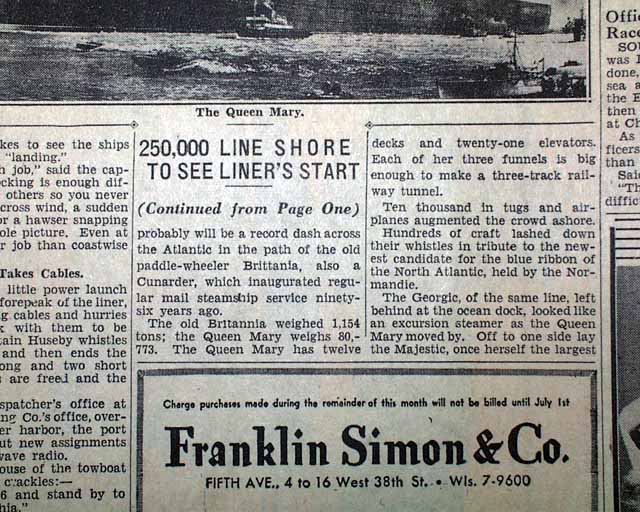 The Queen Mary.
akes to see the ships
"landing."
h job," said the cap-
cking is enough dif-
others so you never
cross wind, a sudden
or a hawser snapping
ole picture. Even at
r job than coastwise
Takes Cables.
little power launch
forepeak of the liner,
g cables and hurries
k with them to be
tain Huseby whistles
and then ends the
ong and two short
s are freed and the
spatcher's office at
ng Co.'s office, over-
er harbor, the port
ut new assignments
wave radio.
ouse of the towboat
crackles:—
6 and stand by to
hia."
250,000 LINE SHORE
TO SEE LINER'S START
(Continued from Page One)
probably will be a record dash across
the Atlantic in the path of the old
paddle-wheeler Brittania, also a
Cunarder, which inaugurated regu-
lar mail steamship service ninety-
six years ago.
The old Britannia weighed 1,154
tons; the Queen Mary weighs 80,-
773. The Queen Mary has twelve
decks and twenty-one elevators.
Each of her three funnels is big
enough to make a three-track rail-
way tunnel.
Ten thousand in tugs and air-
planes augmented the crowd ashore.
Hundreds of craft lashed down
their whistles in tribute to the new-
est candidate for the blue ribbon of
the North Atlantic, held by the Nor-
mandie.
The Georgic, of the same line, left
behind at the ocean dock, looked like
an excursion steamer as the Queen
Mary moved by. Off to one side lay
the Majestic, once herself the largest
Charge purchases made during the remainder of this month will not be billed until July 1st
Franklin Simon & Co.
FIFTH AVE., 4 to 16 West 38th St. • WIs. 7-9600
Offic
Race
SOU
was 1
done,
sea a
the E
then
at Ch
As
ficers
than
Sai
"T
diffic